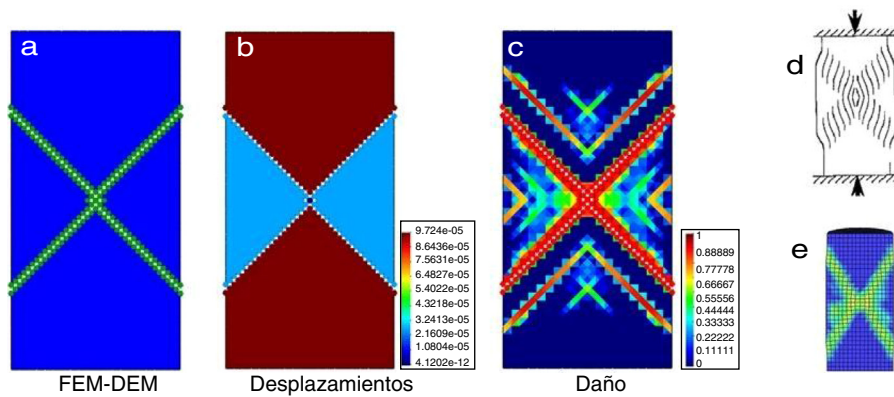 a
b
c
d
e
9.724e-05
8.6436e-05
7.5631e-05
6.4827e-05
5.4022e-05
4.3218e-05
3.2413e-05
2.1609e-05
1.0804e-05
4.1202e-12
1
0.88889
0.77778
0.66667
0.55556
0.44444
0.33333
0.22222
0.11111
0
FEM-DEM
Desplazamientos
Daño